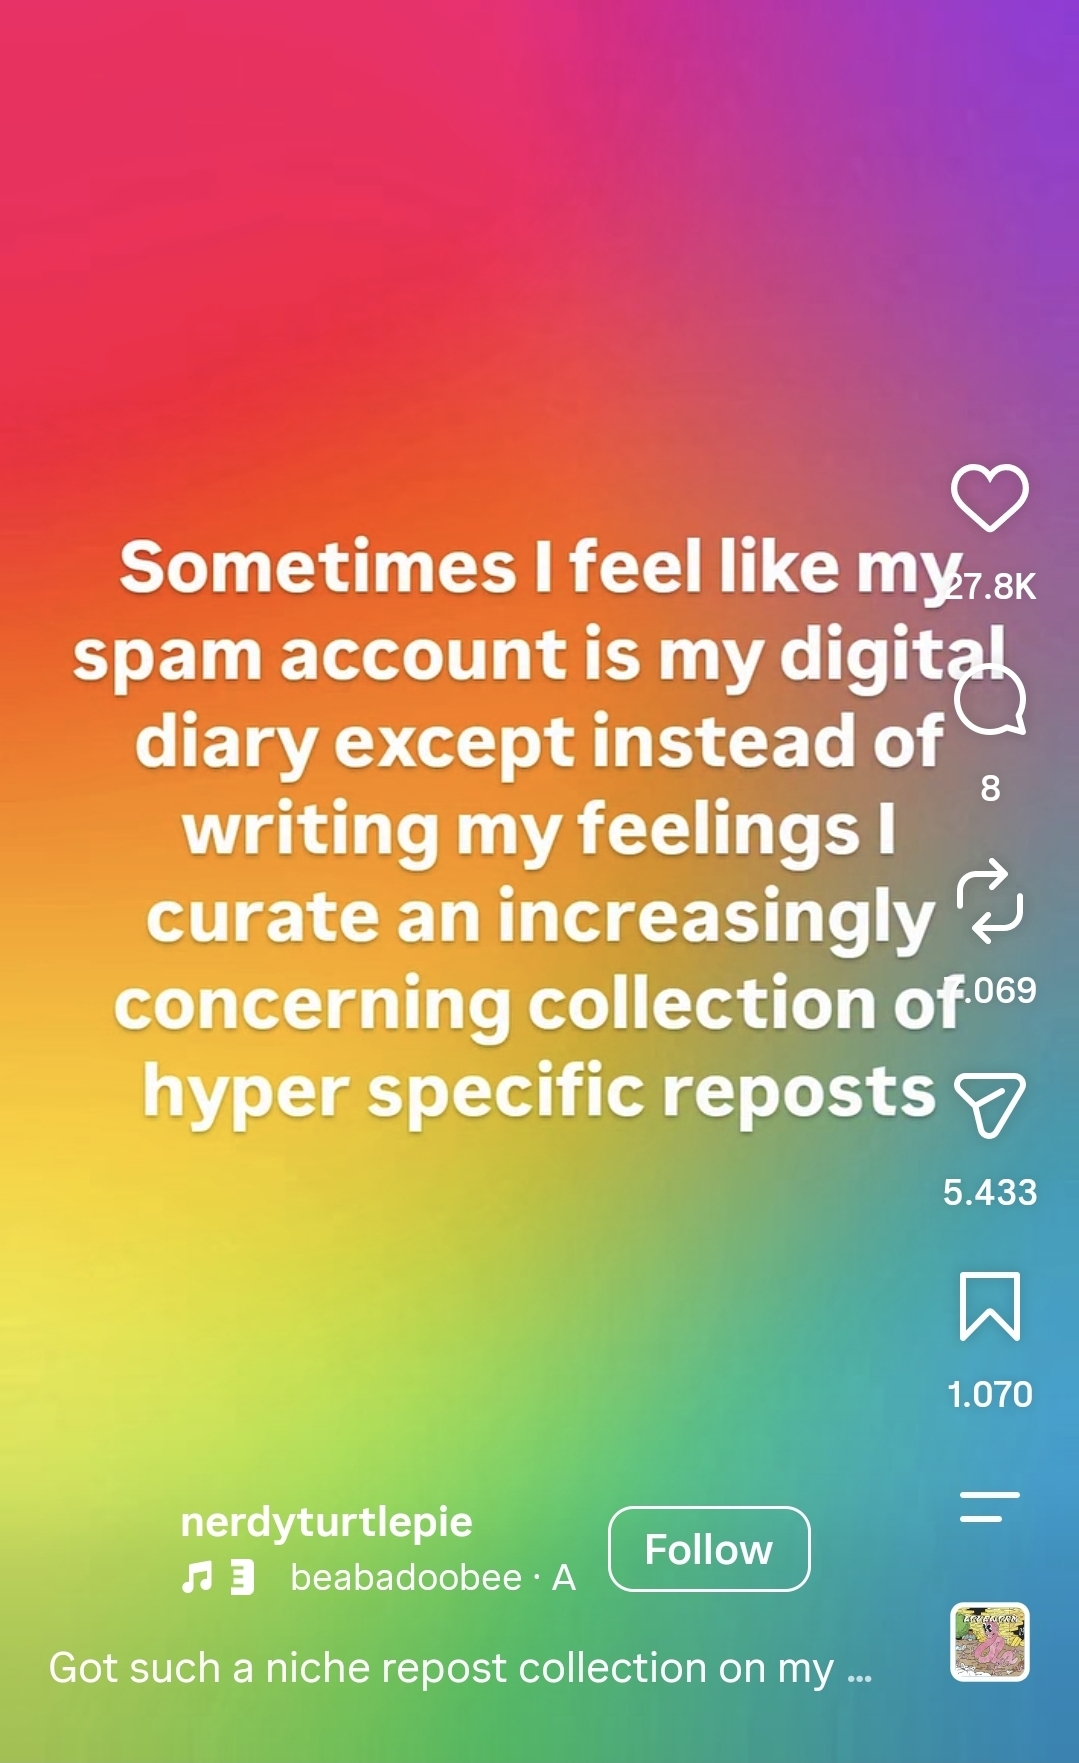 Sometimes I feel like my
spam account is my digital
diary except instead of
writing my feelings I
curate an increasingly
concerning collection of
hyper specific reposts
27.8K
8
5.433
1.070
nerdyturtlepie
Follow
beabadoobee · A
Got such a niche repost collection on my ...